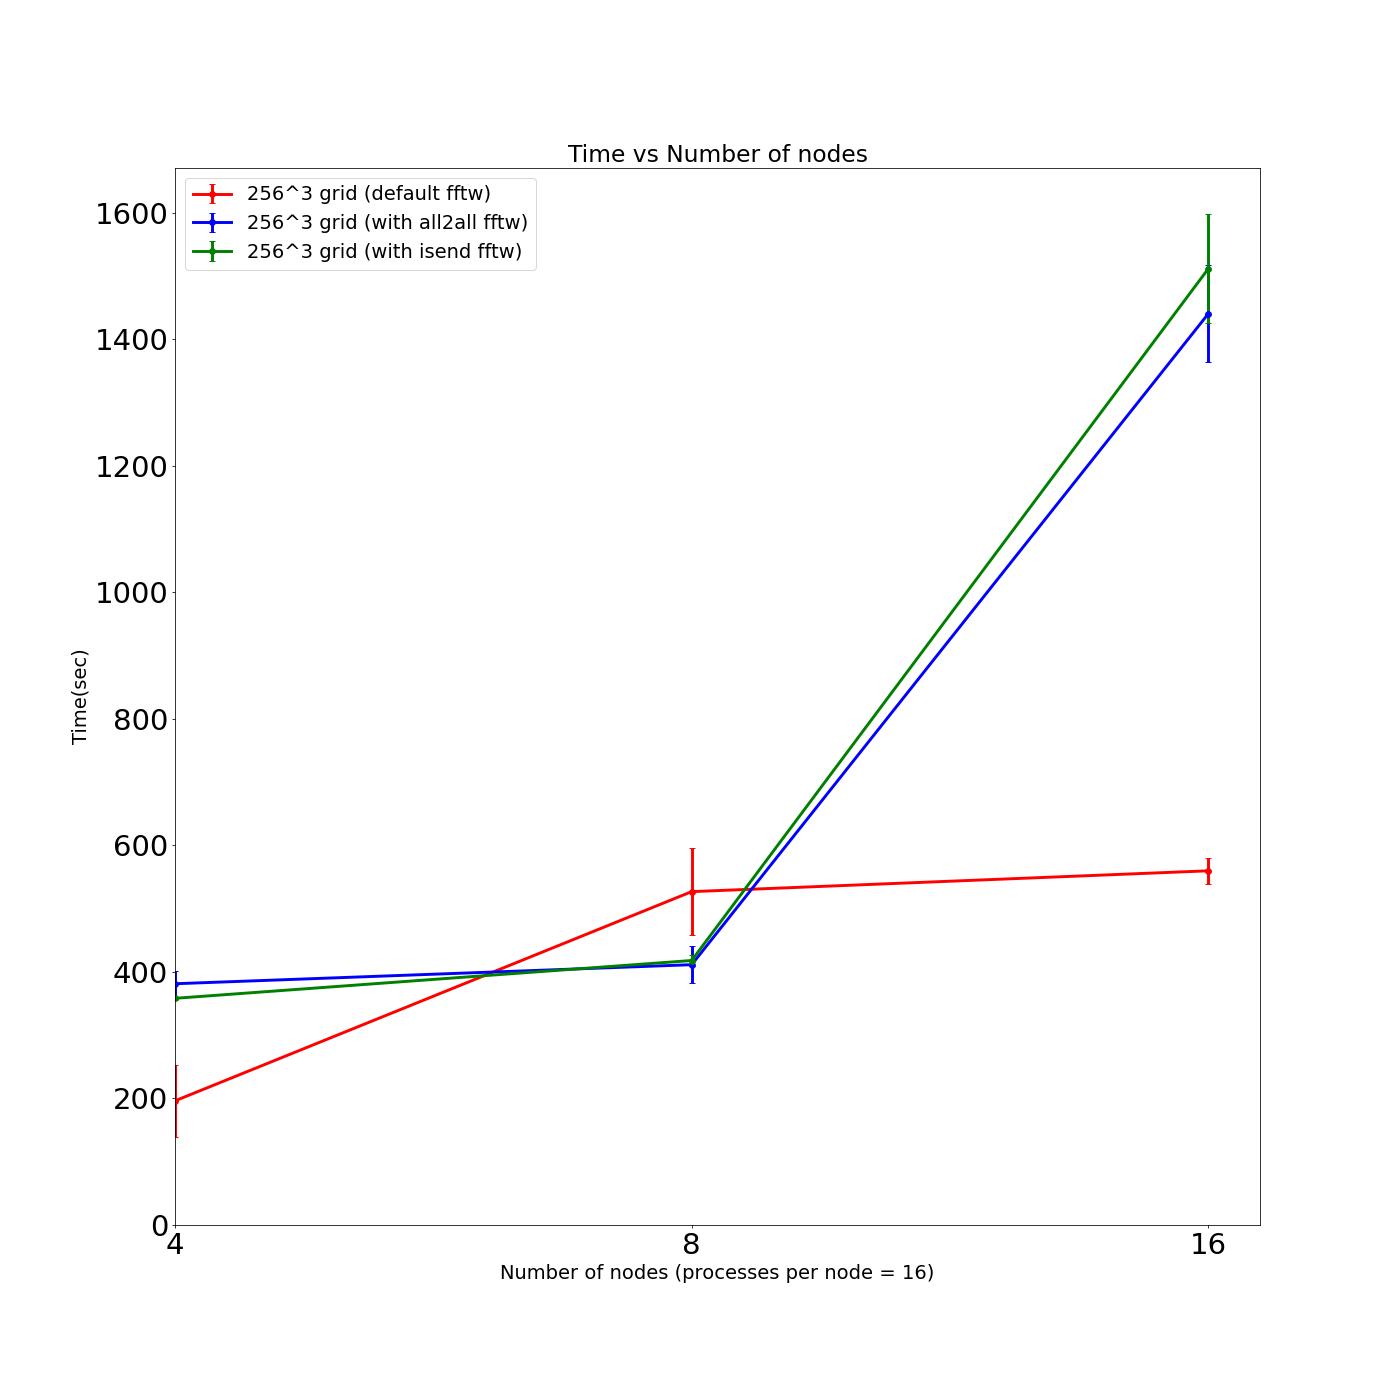 Time vs Number of nodes
256^3 grid (default fftw)
256^3 grid (with all2all fftw)
256^3 grid (with isend fftw)
1600
1400
1200
1000
800
600
400
200
0
Time(sec)
4 8 16
Number of nodes (processes per node = 16)